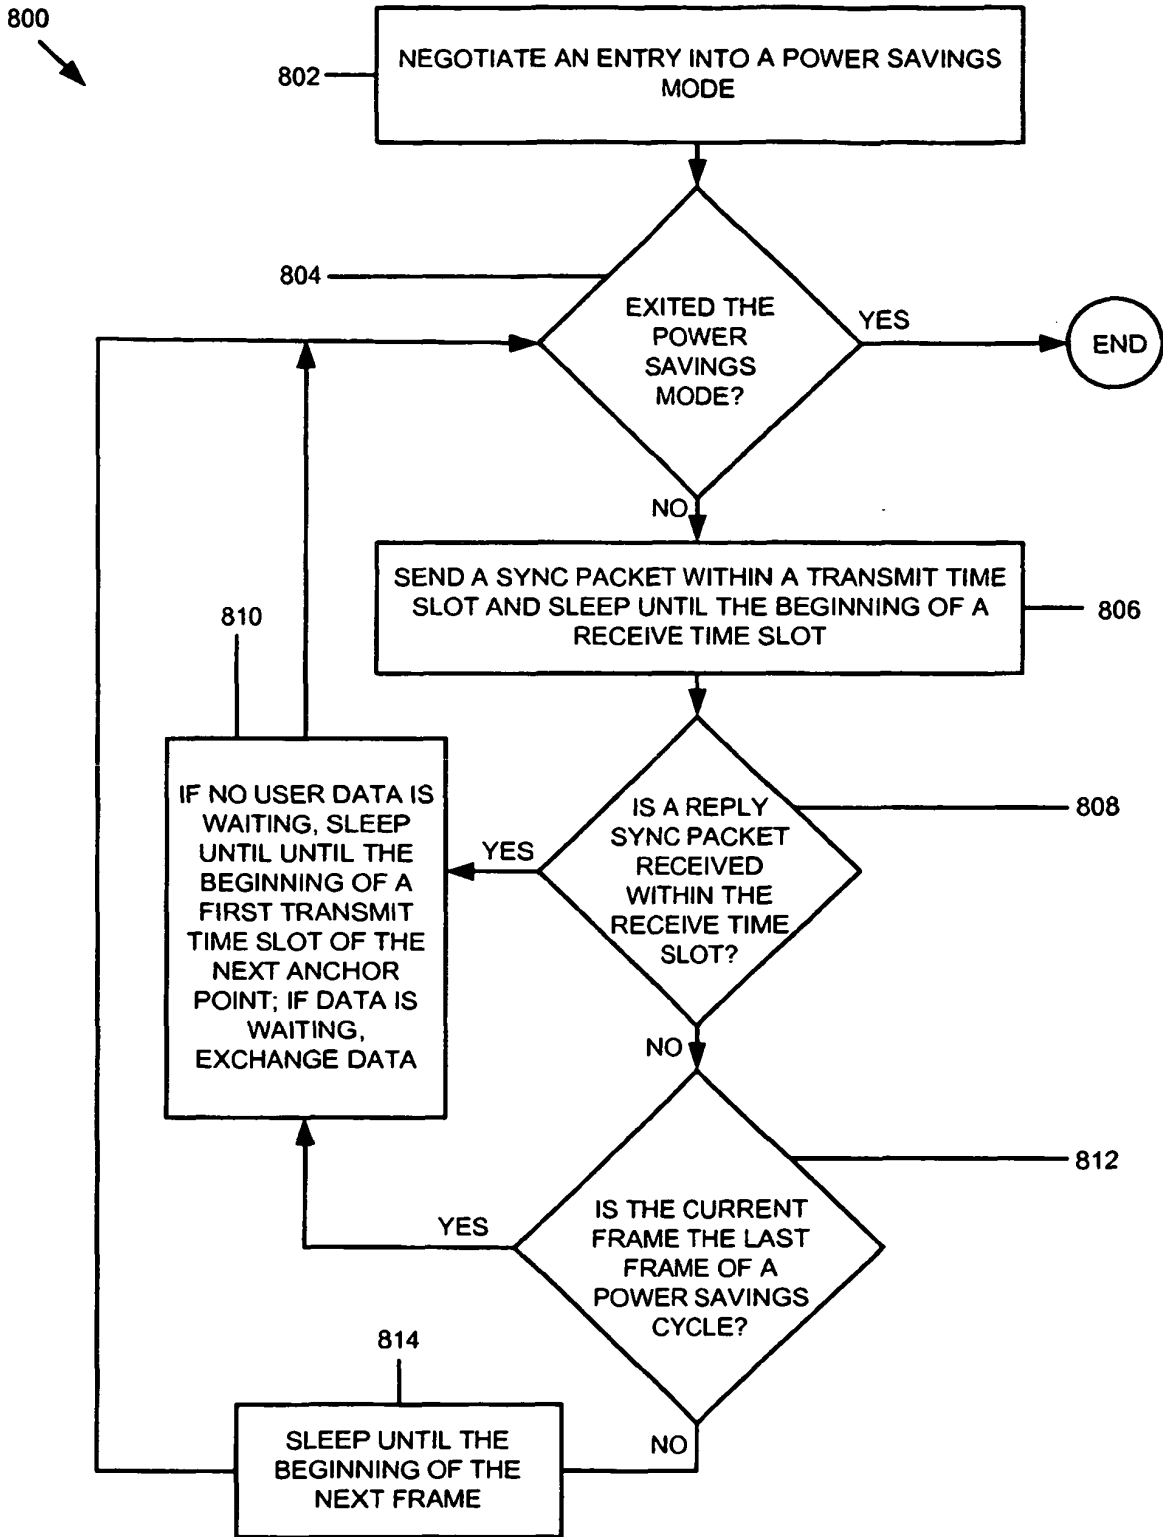 800
802
NEGOTIATE AN ENTRY INTO A POWER SAVINGS
MODE
804
EXITED THE
POWER
SAVINGS
MODE?
YES
END
NO
SEND A SYNC PACKET WITHIN A TRANSMIT TIME
SLOT AND SLEEP UNTIL THE BEGINNING OF A
RECEIVE TIME SLOT
806
810
IF NO USER DATA IS
WAITING, SLEEP
UNTIL UNTIL THE
BEGINNING OF A
FIRST TRANSMIT
TIME SLOT OF THE
NEXT ANCHOR
POINT; IF DATA IS
WAITING,
EXCHANGE DATA
YES
IS A REPLY
SYNC PACKET
RECEIVED
WITHIN THE
RECEIVE TIME
SLOT?
808
NO
812
YES
IS THE CURRENT
FRAME THE LAST
FRAME OF A
POWER SAVINGS
CYCLE?
814
NO
SLEEP UNTIL THE
BEGINNING OF THE
NEXT FRAME